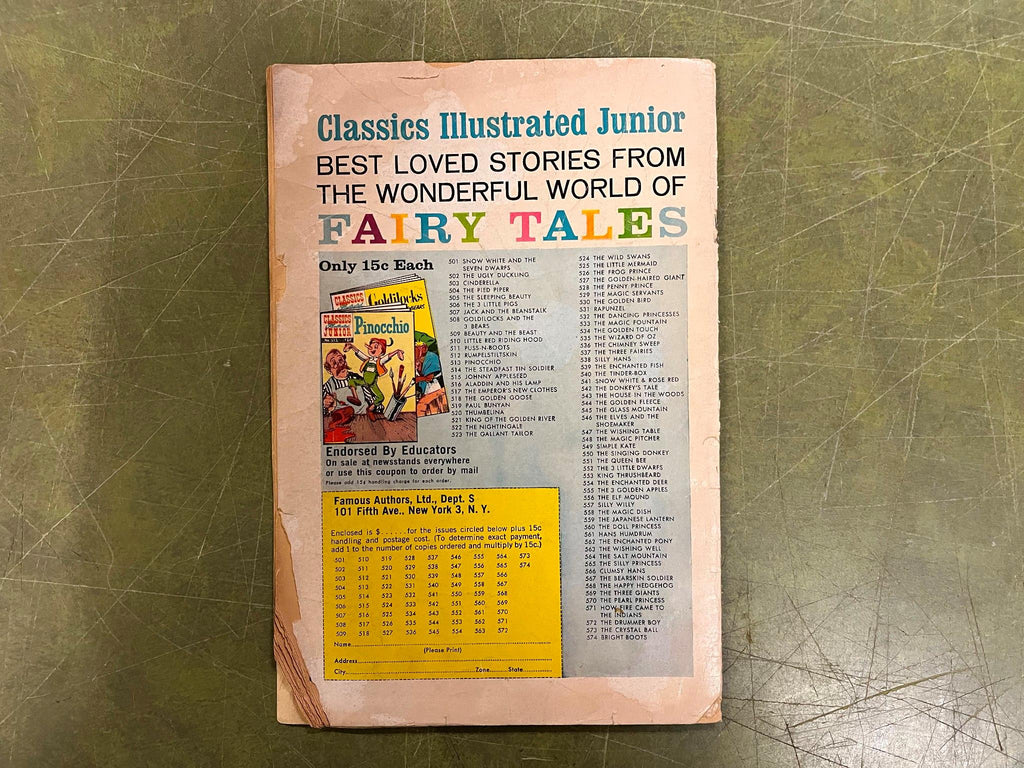 Classics Illustrated Junior
BEST LOVED STORIES FROM
THE WONDERFUL WORLD OF
FAIRY TALES
Only 15c Each
CLASSICS
Goldilocks
BEARS
CLASSICS
Illustrated
JUNIOR
Pinocchio
501 SNOW WHITE AND THE
SEVEN DWARFS
502 THE UGLY DUCKLING
503 CINDERELLA
504 THE PIED PIPER
505 THE SLEEPING BEAUTY
506 THE 3 LITTLE PIGS
507 JACK AND THE BEANSTALK
508 GOLDILOCKS AND THE
3 BEARS
509 BEAUTY AND THE BEAST
510 LITTLE RED RIDING HOOD
511 PUSS-N-BOOTS
512 RUMPELSTILTSKIN
513 PINOCCHIO
514 THE STEADFAST TIN SOLDIER
515 JOHNNY APPLESEED
516 ALADDIN AND HIS LAMP
517 THE EMPEROR'S NEW CLOTHES
518 THE GOLDEN GOOSE
519 PAUL BUNYAN
520 THUMBELINA
521 KING OF THE GOLDEN RIVER
522 THE NIGHTINGALE
523 THE GALLANT TAILOR
524 THE WILD SWANS
525 THE LITTLE MERMAID
526 THE FROG PRINCE
527 THE GOLDEN-HAIRED GIANT
528 THE PENNY PRINCE
529 THE MAGIC SERVANTS
530 THE GOLDEN BIRD
531 RAPUNZEL
532 THE DANCING PRINCESSES
533 THE MAGIC FOUNTAIN
534 THE GOLDEN TOUCH
535 THE WIZARD OF OZ
536 THE CHIMNEY SWEEP
537 THE THREE FAIRIES
538 SILLY HANS
539 THE ENCHANTED FISH
540 THE TINDER-BOX
541 SNOW WHITE & ROSE RED
542 THE DONKEY'S TALE
543 THE HOUSE IN THE WOODS
544 THE GOLDEN FLEECE
545 THE GLASS MOUNTAIN
546 THE ELVES AND THE
SHOEMAKER
547 THE WISHING TABLE
548 THE MAGIC PITCHER
549 SIMPLE KATE
550 THE SINGING DONKEY
551 THE QUEEN BEE
552 THE 3 LITTLE DWARFS
553 KING THRUSHBEARD
554 THE ENCHANTED DEER
555 THE 3 GOLDEN APPLES
556 THE ELF MOUND
557 SILLY WILLY
558 THE MAGIC DISH
559 THE JAPANESE LANTERN
560 THE DOLL PRINCESS
561 HANS HUMDRUM
562 THE ENCHANTED PONY
563 THE WISHING WELL
564 THE SALT MOUNTAIN
565 THE SILLY PRINCESS
566 CLUMSY HANS
567 THE BEARSKIN SOLDIER
568 THE HAPPY HEDGEHOG
569 THE THREE GIANTS
570 THE PEARL PRINCESS
571 HOW FIRE CAME TO
THE INDIANS
572 THE DRUMMER BOY
573 THE CRYSTAL BALL
574 BRIGHT BOOTS
Endorsed By Educators
On sale at newsstands everywhere
or use this coupon to order by mail
Please add 15¢ handling charge for each order.
Famous Authors, Ltd., Dept. S
101 Fifth Ave., New York 3, N. Y.
Enclosed is $......for the issues circled below plus 15c
handling and postage cost. (To determine exact payment,
add 1 to the number of copies ordered and multiply by 15c.)
501 510 519 528 537 546 555 564 573
502 511 520 529 538 547 556 565 574
503 512 521 530 539 548 557 566
504 513 522 531 540 549 558 567
505 514 523 532 541 550 559 568
506 515 524 533 542 551 560 569
507 516 525 534 543 552 561 570
508 517 526 535 544 553 562 571
509 518 527 536 545 554 563 572
Name
(Please Print)
Address
City Zone State